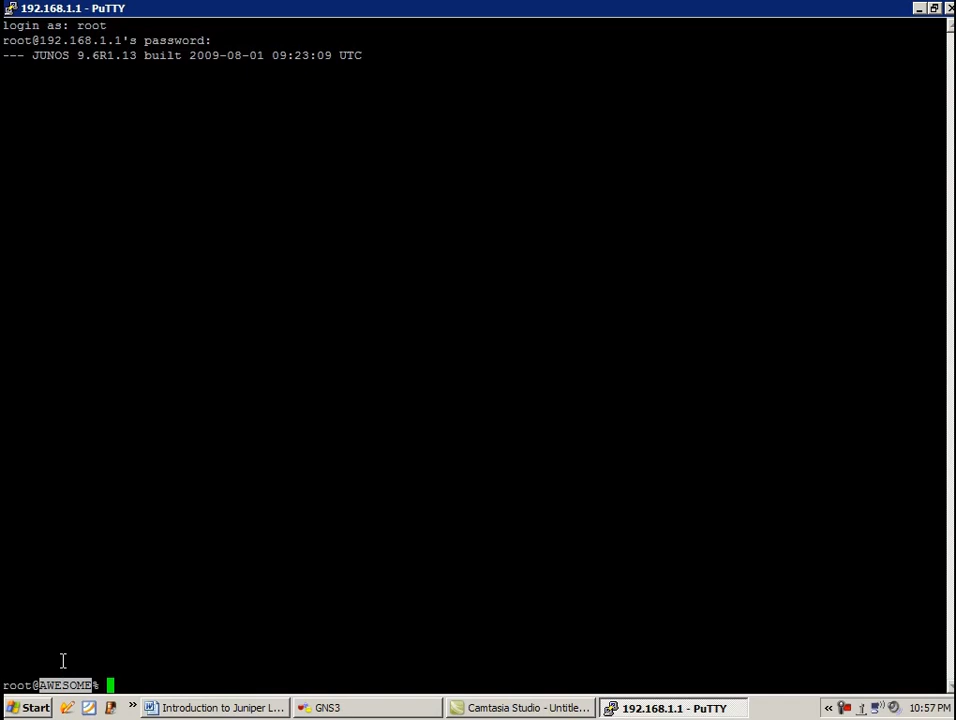 192.168.1.1 - PuTTY
login as: root
root@192.168.1.1's password:
--- JUNOS 9.6R1.13 built 2009-08-01 09:23:09 UTC
root@AWESOME%
Start
»
Introduction to Juniper L...
GNS3
Camtasia Studio - Untitle...
192.168.1.1 - PuTTY
«
10:57 PM